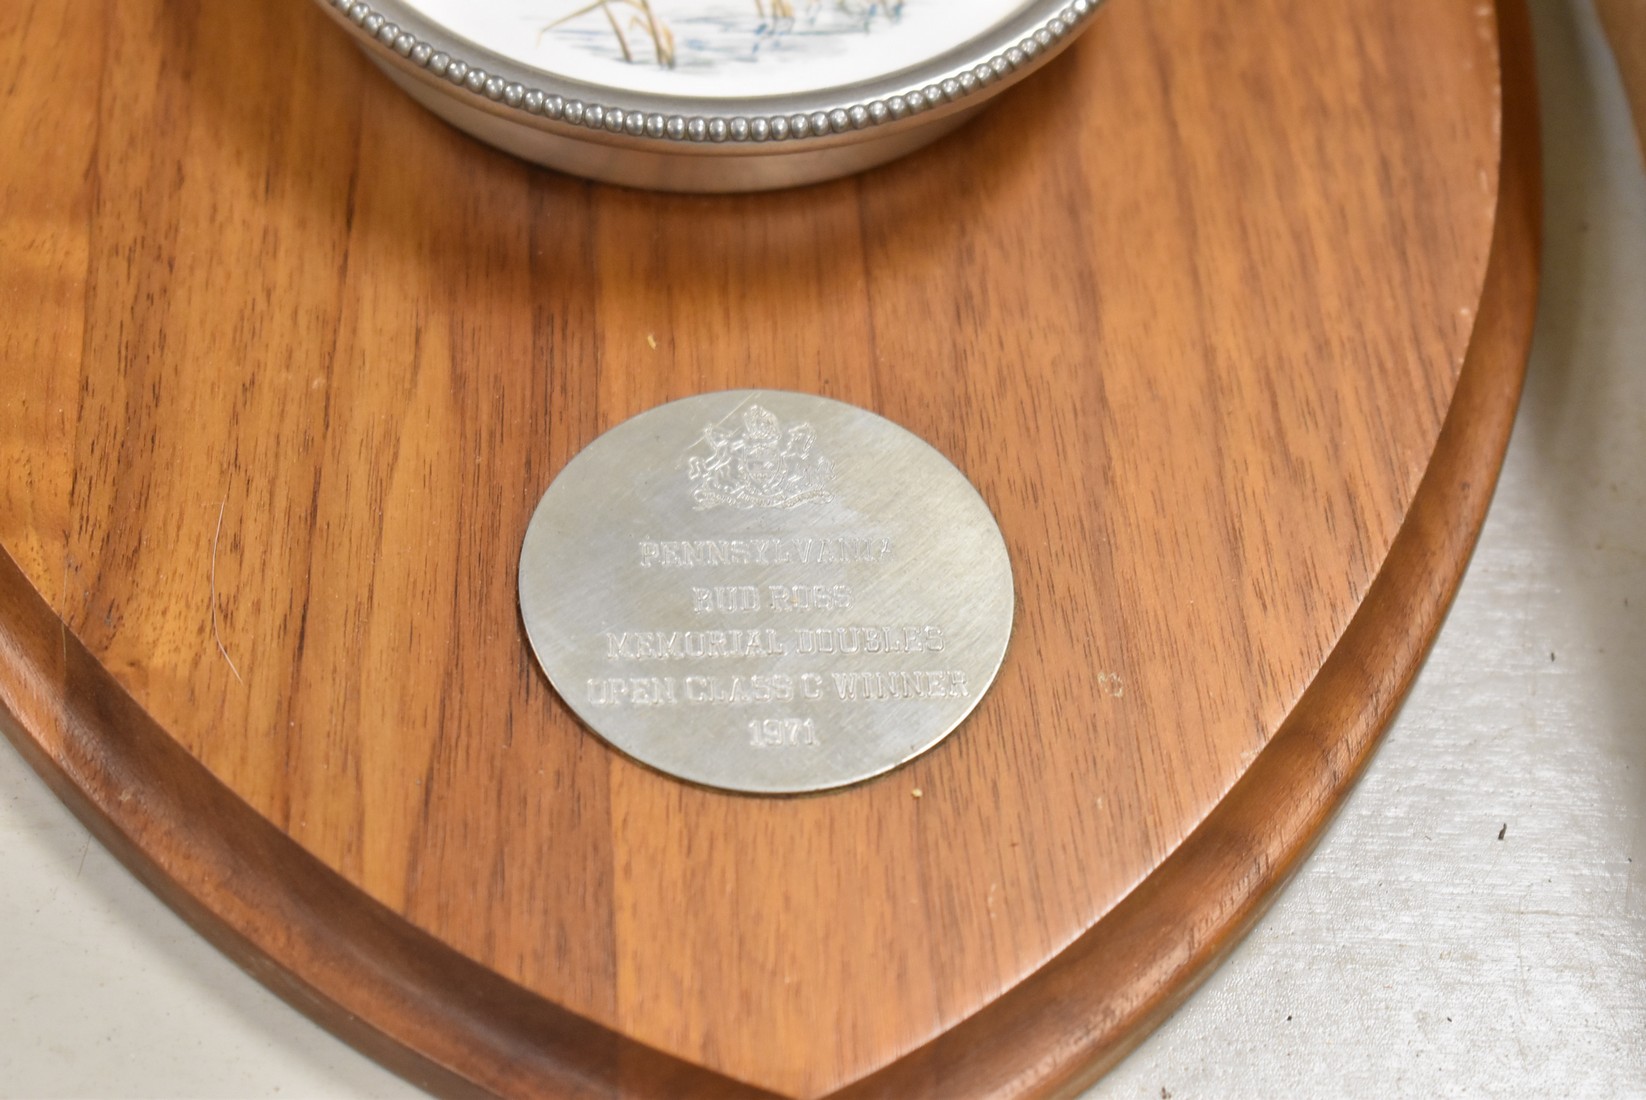 PENNSYLVANIA
BUD ROSS
MEMORIAL DOUBLES
OPEN CLASS C WINNER
1971